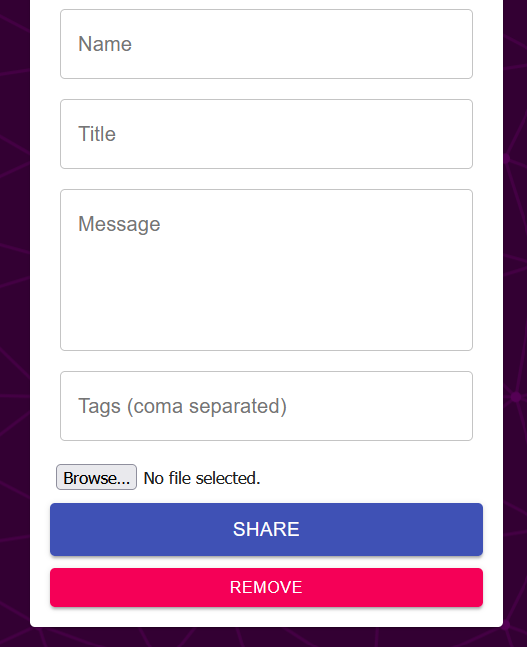 Name
Title
Message
Tags (coma separated)
Browse... No file selected.
SHARE
REMOVE